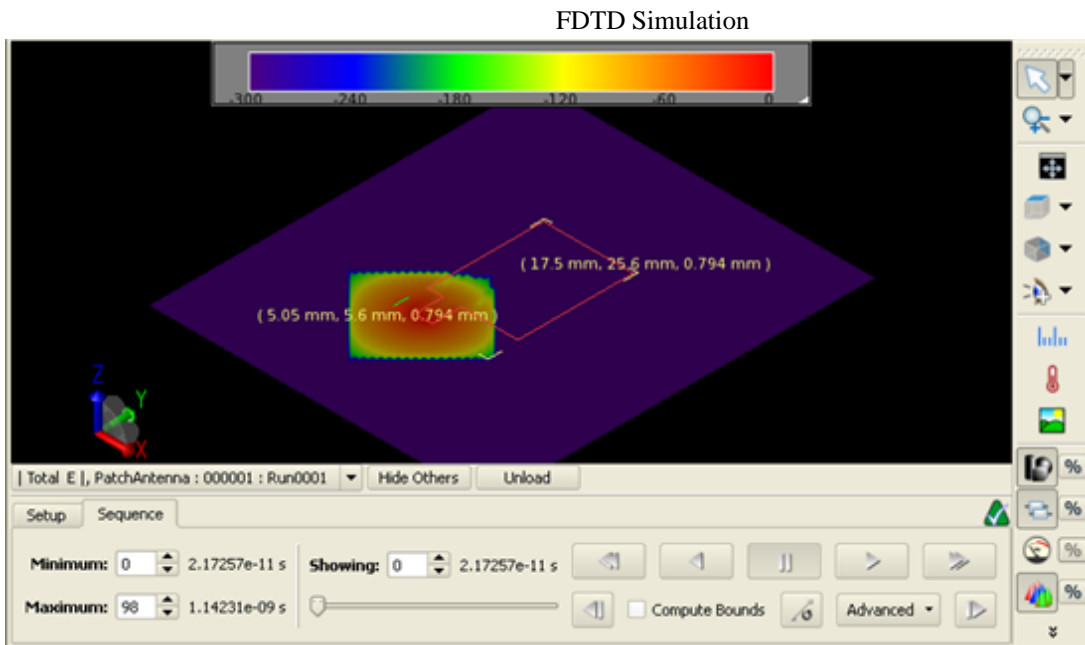 FDTD Simulation
-300 -240 -180 -120 -60 0
( 17.5 mm, 25.6 mm, 0.794 mm )
( 5.05 mm, 5.6 mm, 0.794 mm )
Z
Y
X
| Total E |, PatchAntenna : 000001 : Run0001 Hide Others Unload
Setup Sequence
Minimum: 0 2.17257e-11 s Showing: 0 2.17257e-11 s
Maximum: 98 1.14231e-09 s Compute Bounds Advanced
%
%
%
%